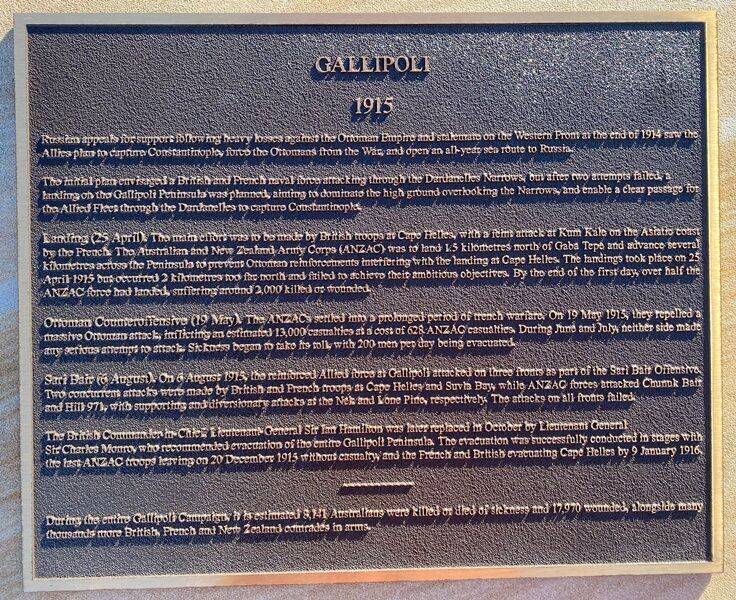 GALLIPOLI
1915
Russian appeals for support following heavy losses against the Ottoman Empire and stalemate on the Western Front at the end of 1914 saw the
Allies plan to capture Constantinople, force the Ottomans from the War, and open an all-year sea route to Russia.
The initial plan envisaged a British and French naval force attacking through the Dardanelles Narrows, but after two attempts failed, a
landing on the Gallipoli Peninsula was planned, aiming to dominate the high ground overlooking the Narrows, and enable a clear passage for
the Allied Fleet through the Dardanelles to capture Constantinople.
Landing (25 April). The main effort was to be made by British troops at Cape Helles, with a feint attack at Kum Kale on the Asiatic coast
by the French. The Australian and New Zealand Army Corps (ANZAC) was to land 1.5 kilometres north of Gaba Tepe and advance several
kilometres across the Peninsula to prevent Ottoman reinforcements interfering with the landing at Cape Helles. The landings took place on 25
April 1915 but occurred 2 kilometres too far north and failed to achieve their ambitious objectives. By the end of the first day, over half the
ANZAC force had landed, suffering around 2,000 killed or wounded.
Ottoman Counteroffensive (19 May). The ANZACs settled into a prolonged period of trench warfare. On 19 May 1915, they repelled a
massive Ottoman attack, inflicting an estimated 13,000 casualties at a cost of 628 ANZAC casualties. During June and July, neither side made
any serious attempt to attack. Sickness began to take its toll, with 200 men per day being evacuated.
Sari Bair (6 August). On 6 August 1915, the reinforced Allied force at Gallipoli attacked on three fronts as part of the Sari Bair Offensive.
Two concurrent attacks were made by British and French troops at Cape Helles and Suvla Bay, while ANZAC forces attacked Chunuk Bair
and Hill 971, with supporting and diversionary attacks at the Nek and Lone Pine, respectively. The attacks on all fronts failed.
The British Commander-in-Chief, Lieutenant General Sir Ian Hamilton was later replaced in October by Lieutenant General
Sir Charles Monro, who recommended evacuation of the entire Gallipoli Peninsula. The evacuation was successfully conducted in stages with
the last ANZAC troops leaving on 20 December 1915 without casualty, and the French and British evacuating Cape Helles by 9 January 1916.
During the entire Gallipoli Campaign, it is estimated 8,141 Australians were killed or died of sickness and 17,970 wounded, alongside many
thousands more British, French and New Zealand comrades in arms.